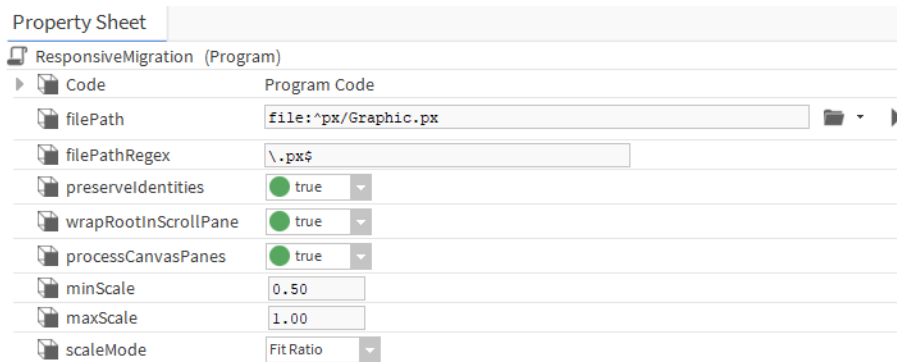 Property Sheet
ResponsiveMigration (Program)
Code Program Code
filePath file:^px/Graphic.px
filePathRegex \.px$
preserveIdentities true
wrapRootInScrollPane true
processCanvasPanes true
minScale 0.50
maxScale 1.00
scaleMode Fit Ratio